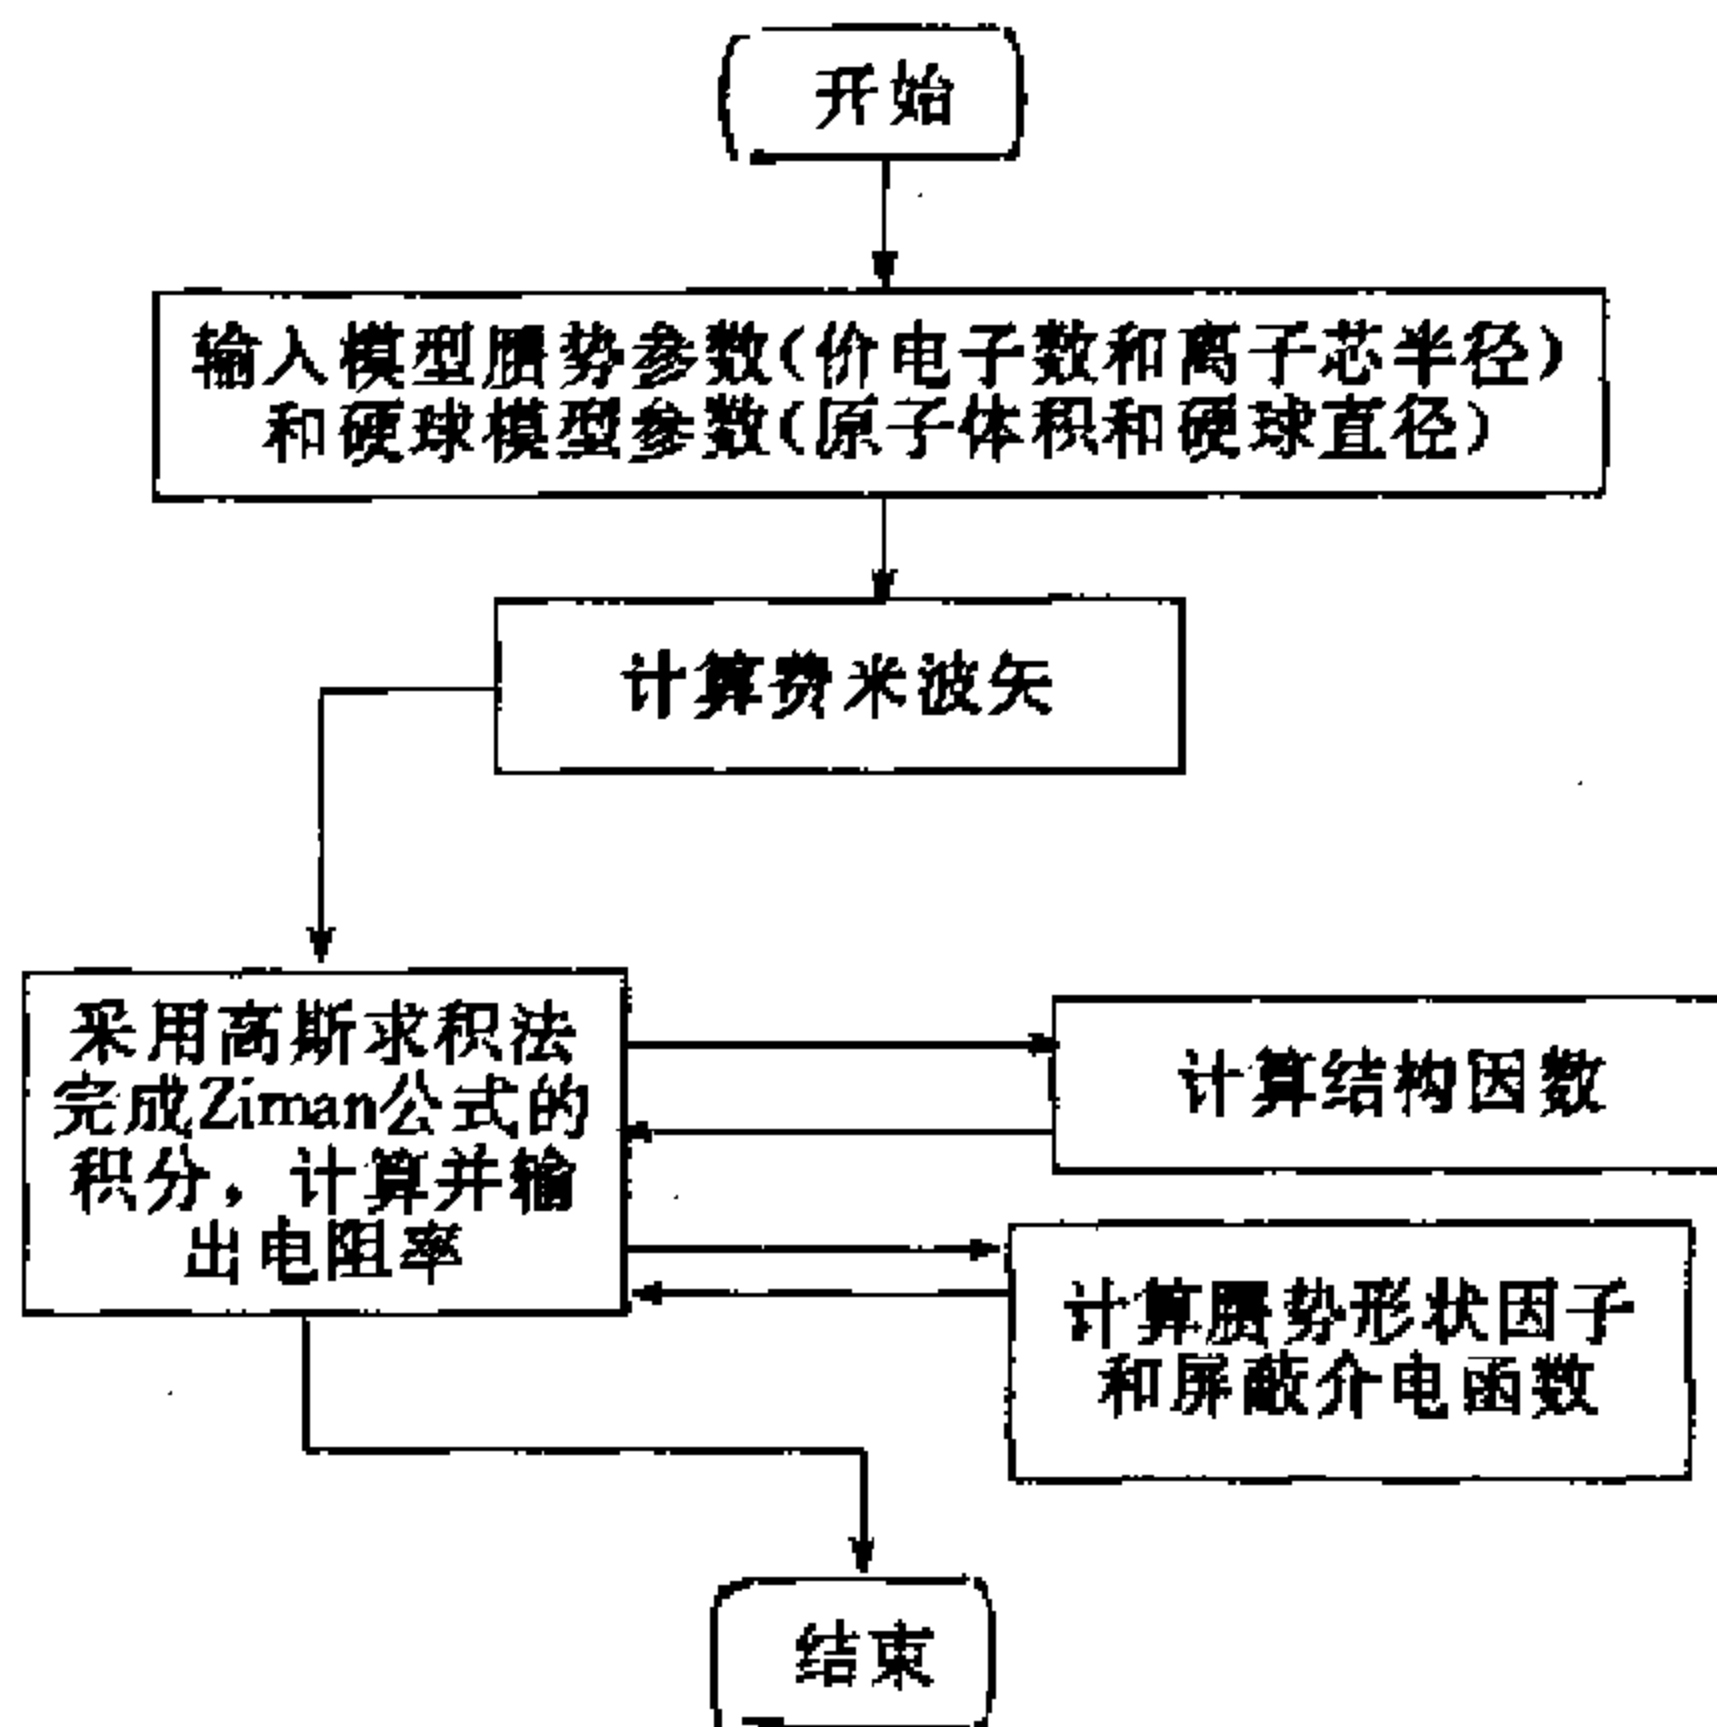 开始
输入模型赝势参数(价电子数和离子芯半径)
和硬球模型参数(原子体积和硬球直径)
计算费米波矢
采用高斯求积法
完成Ziman公式的
积分，计算并输
出电阻率
计算结构因数
计算赝势形状因子
和屏蔽介电函数
结束